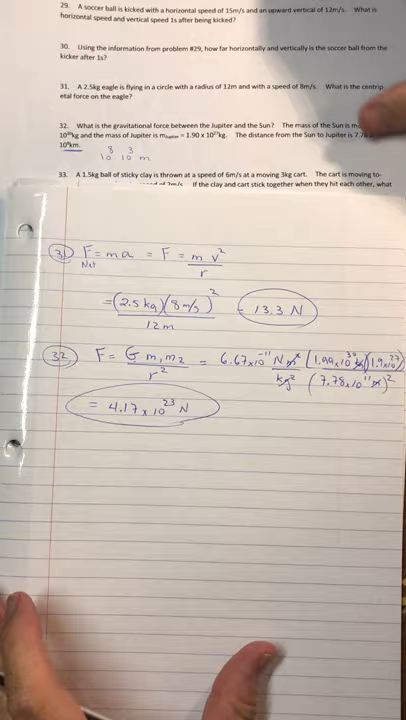 29. A soccer ball is kicked with a horizontal speed of 15m/s and an upward vertical of 12m/s. What is
horizontal speed and vertical speed 1s after being kicked?
30. Using the information from problem #29, how far horizontally and vertically is the soccer ball from the
kicker after 1s?
31. A 2.5kg eagle is flying in a circle with a radius of 12m and with a speed of 8m/s. What is the centrip
etal force on the eagle?
32. What is the gravitational force between the Jupiter and the Sun? The mass of the Sun is
10³⁰kg and the mass of Jupiter is = 1.90 x 10²⁷kg. The distance from the Sun to Jupiter is 7.78
10⁸km.
10⁸ 10³ m
33. A 1.5kg ball of sticky clay is thrown at a speed of 6m/s at a moving 3kg cart. The cart is moving to-
If the clay and cart stick together when they hit each other, what
31 F = ma = F = m v²
Net r
= (2.5 kg)(8 m/s)² = 13.3 N
12 m
32 F = G m₁ m₂ = 6.67x10⁻¹¹ N m² (1.99x10³⁰ kg)(1.9x10²⁷)
r² kg² (7.78x10¹¹ m)²
= 4.17 x 10²³ N